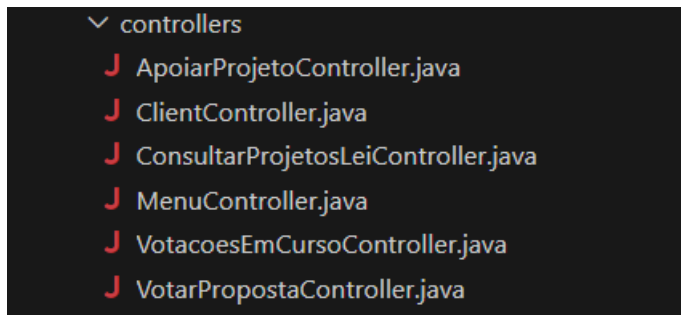 controllers
J ApoiarProjetoController.java
J ClientController.java
J ConsultarProjetosLeiController.java
J MenuController.java
J VotacoesEmCursoController.java
J VotarPropostaController.java